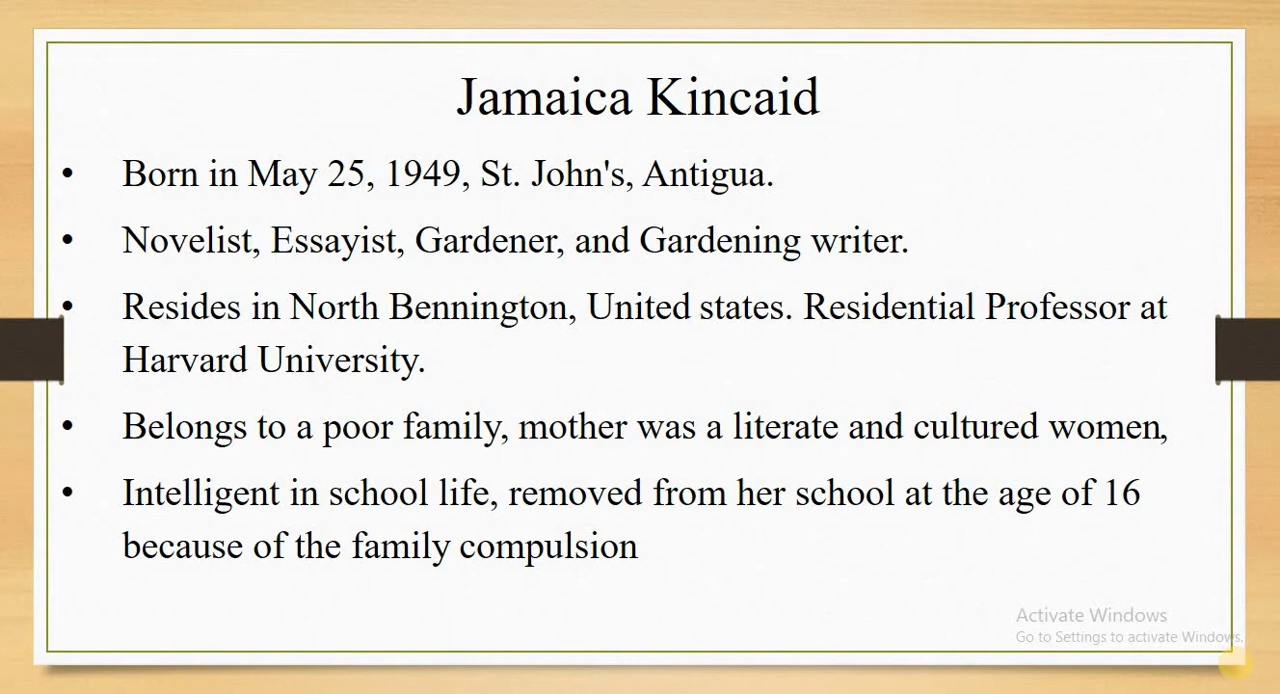 Jamaica Kincaid
• Born in May 25, 1949, St. John's, Antigua.
• Novelist, Essayist, Gardener, and Gardening writer.
• Resides in North Bennington, United states. Residential Professor at
Harvard University.
• Belongs to a poor family, mother was a literate and cultured women,
• Intelligent in school life, removed from her school at the age of 16
because of the family compulsion
Activate Windows
Go to Settings to activate Windows.